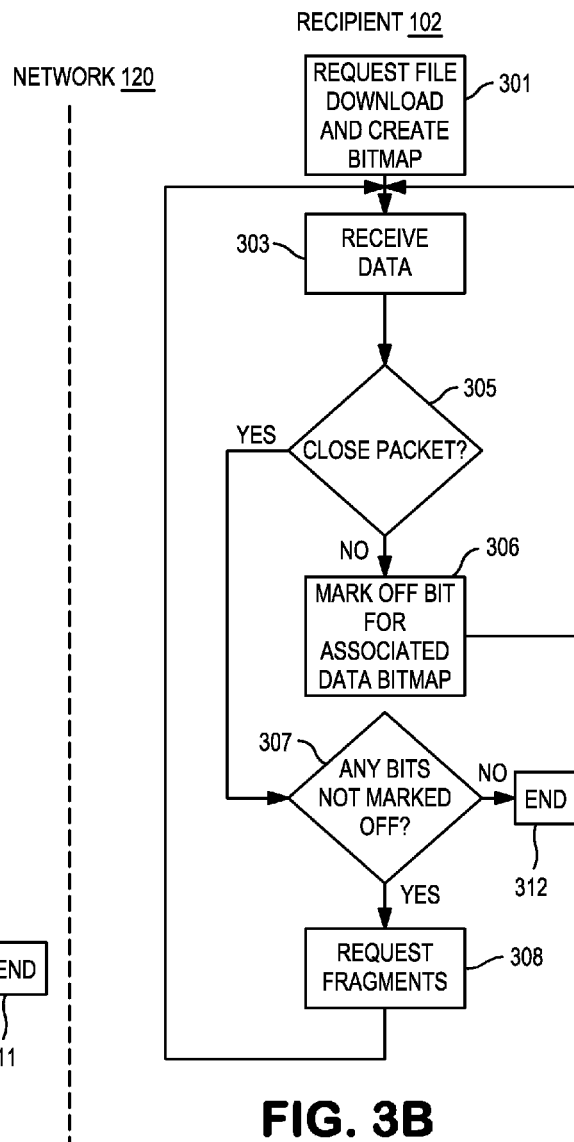 RECIPIENT 102
NETWORK 120
REQUEST FILE
DOWNLOAD
AND CREATE
BITMAP
301
303
RECEIVE
DATA
305
YES
CLOSE PACKET?
NO
306
MARK OFF BIT
FOR
ASSOCIATED
DATA BITMAP
307
ANY BITS
NOT MARKED
OFF?
NO
END
312
YES
REQUEST
FRAGMENTS
308
END
11
FIG. 3B